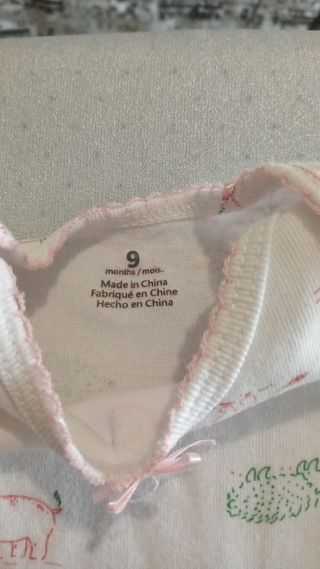 9
months / mois.
Made in China
Fabriqué en Chine
Hecho en China